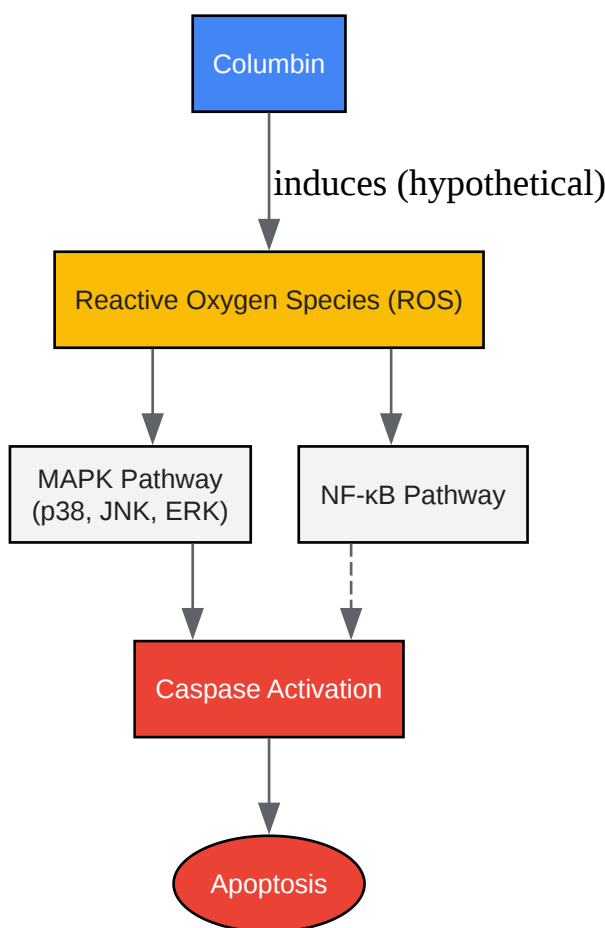 Columbin
induces (hypothetical)
Reactive Oxygen Species (ROS)
MAPK Pathway
(p38, JNK, ERK)
NF-κB Pathway
Caspase Activation
Apoptosis